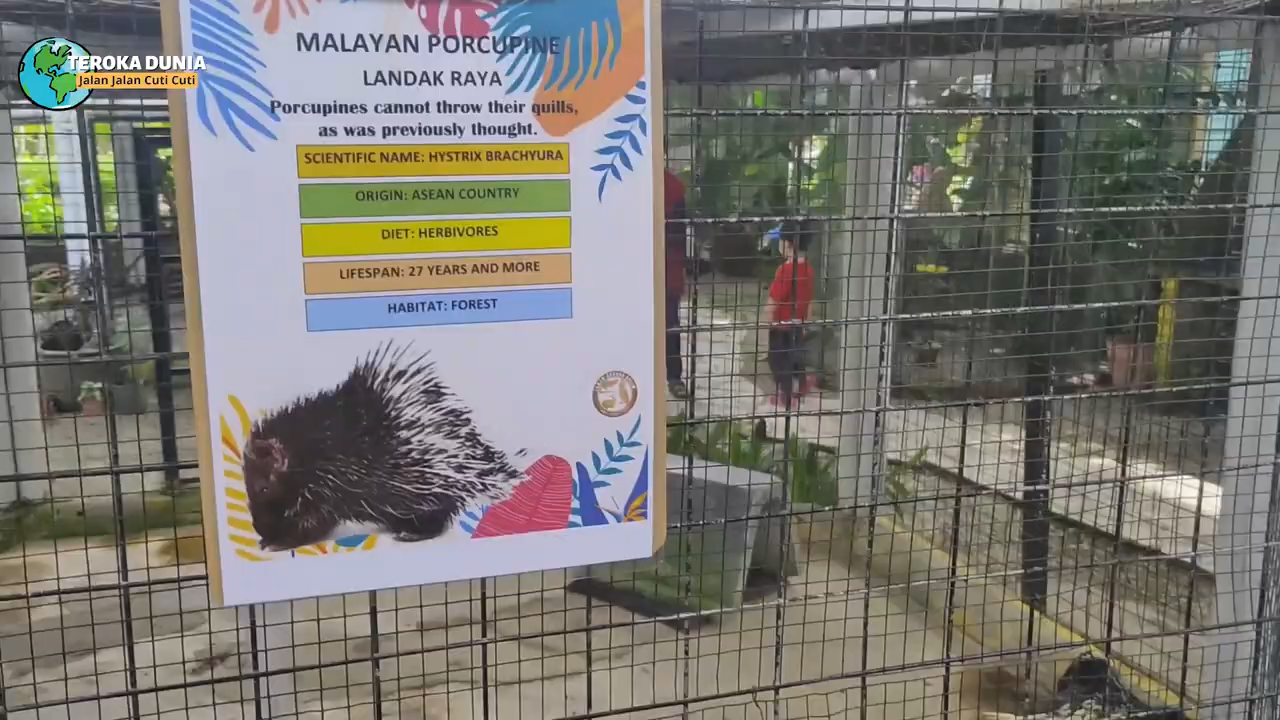 TEROKA DUNIA
Jalan Jalan Cuti Cuti
MALAYAN PORCUPINE
LANDAK RAYA
Porcupines cannot throw their quills,
as was previously thought.
SCIENTIFIC NAME: HYSTRIX BRACHYURA
ORIGIN: ASEAN COUNTRY
DIET: HERBIVORES
LIFESPAN: 27 YEARS AND MORE
HABITAT: FOREST